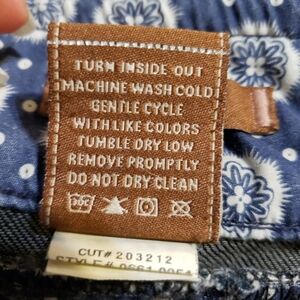 TURN INSIDE OUT
MACHINE WASH COLD
GENTLE CYCLE
WITH LIKE COLORS
TUMBLE DRY LOW
REMOVE PROMPTLY
DO NOT DRY CLEAN
CUT# 203212
STYLE#